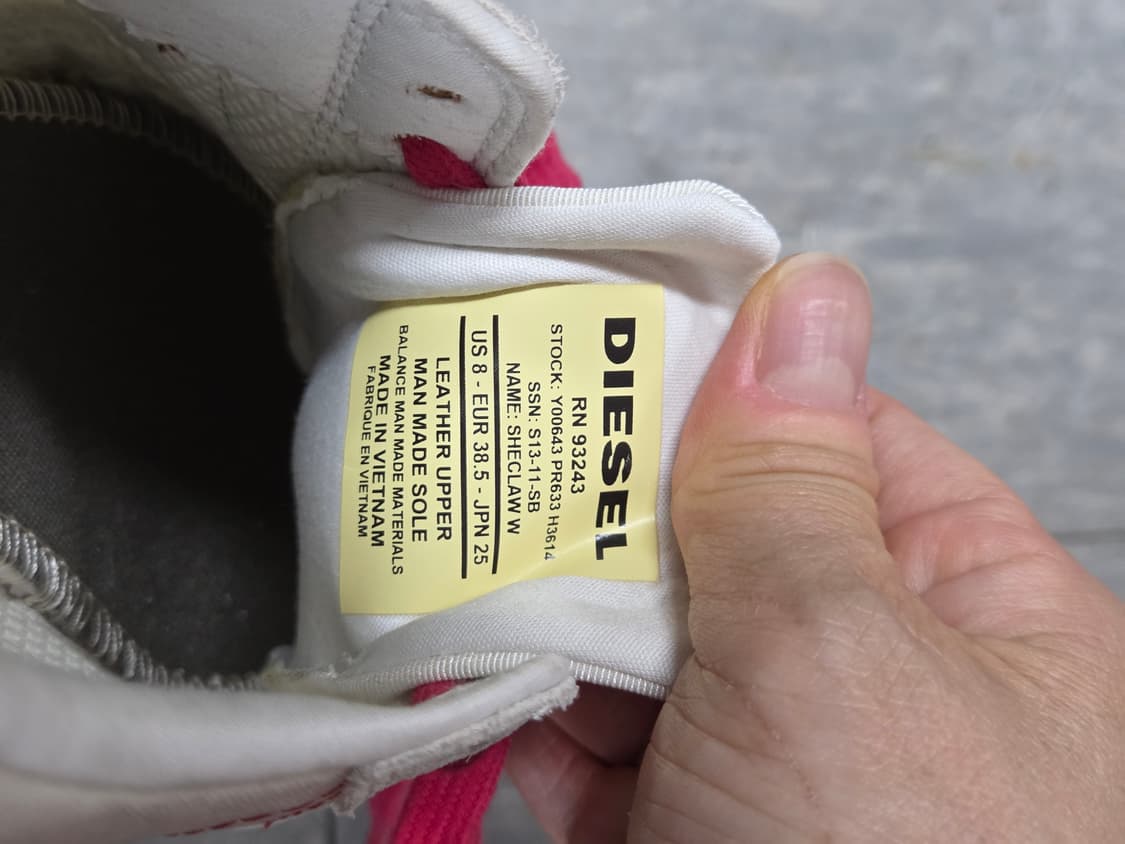 DIESEL
RN 93243
STOCK: Y00643 PR633 H3614
SSN: S13-11-SB
NAME: SHECLAW W
US 8 - EUR 38.5 - JPN 25
LEATHER UPPER
MAN MADE SOLE
BALANCE MAN MADE MATERIALS
MADE IN VIETNAM
FABRIQUE EN VIETNAM